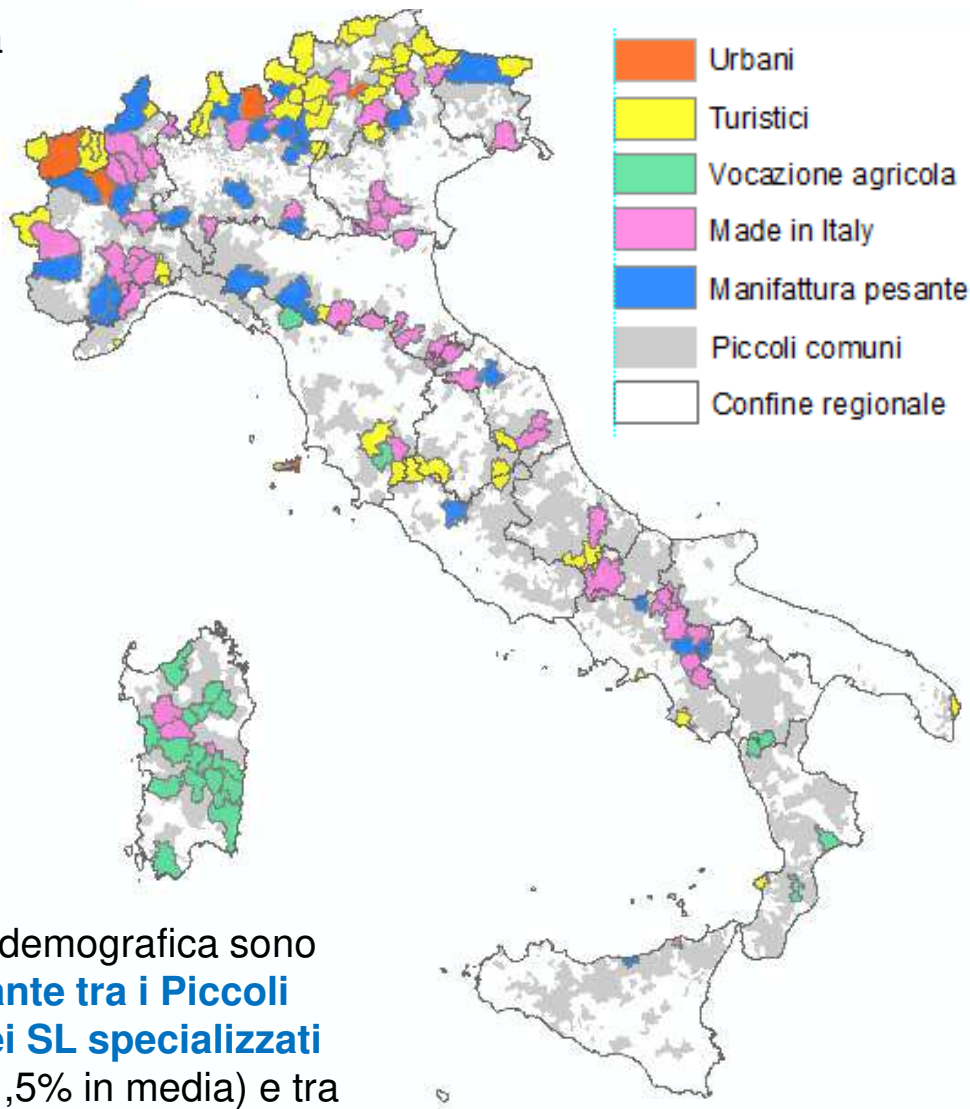 Urbani
Turistici
Vocazione agricola
Made in Italy
Manifattura pesante
Piccoli comuni
Confine regionale
demografica sono
ante tra i Piccoli
ei SL specializzati
,5% in media) e tra